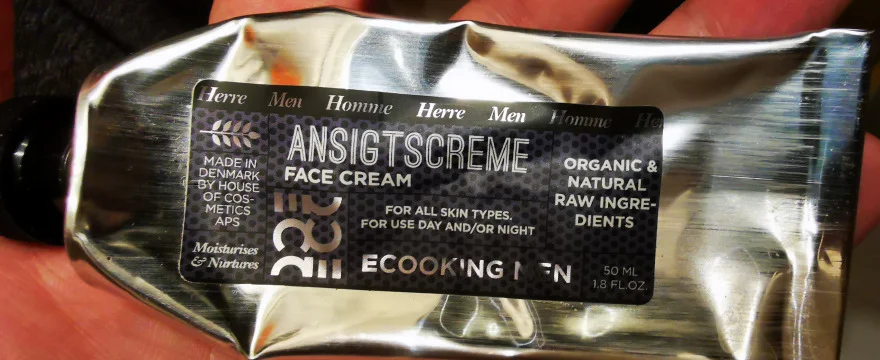 Herre Men Homme Herre Men Homme He
MADE IN
DENMARK
BY HOUSE
OF COS-
METICS
APS
Moisturises
& Nurtures
ANSIGTSCREME
FACE CREAM
FOR ALL SKIN TYPES.
FOR USE DAY AND/OR NIGHT
ECOOKING MEN
ORGANIC &
NATURAL
RAW INGRE-
DIENTS
50 ML
1.8 FL.OZ.